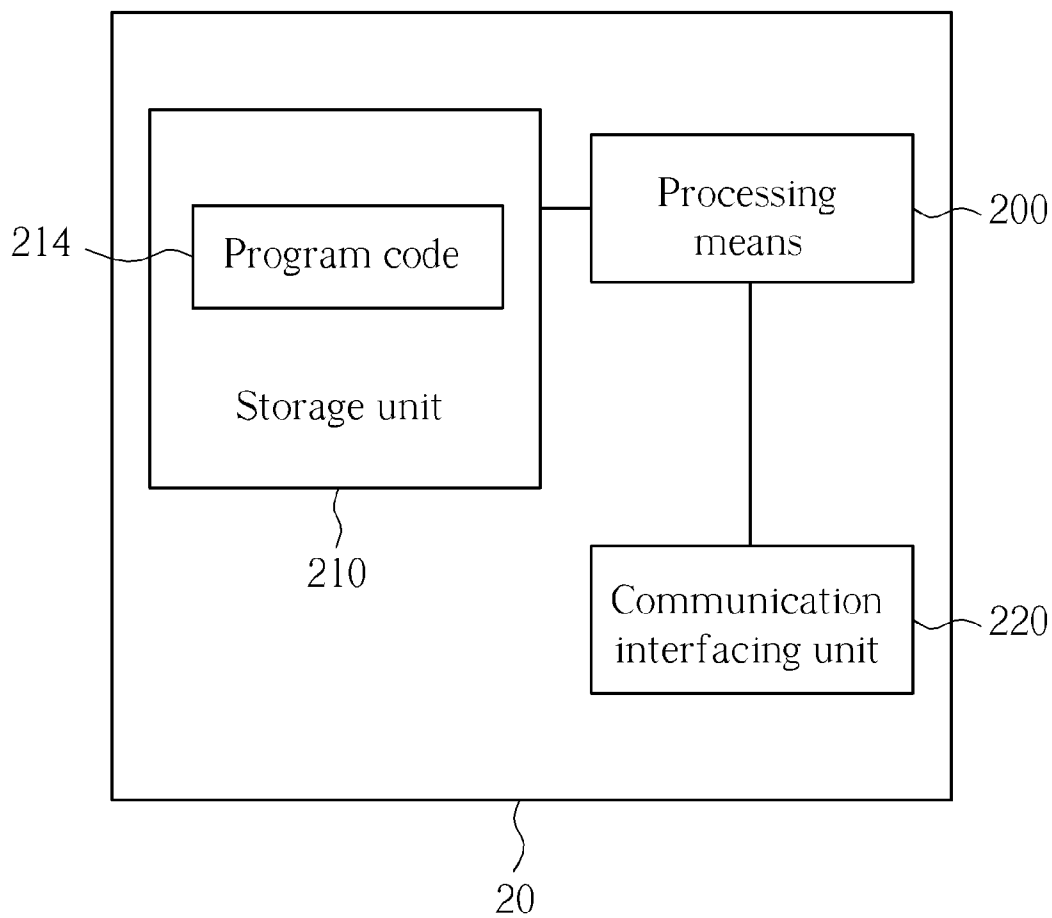 Processing
means
200
214
Program code
Storage unit
210
Communication
interfacing unit
220
20